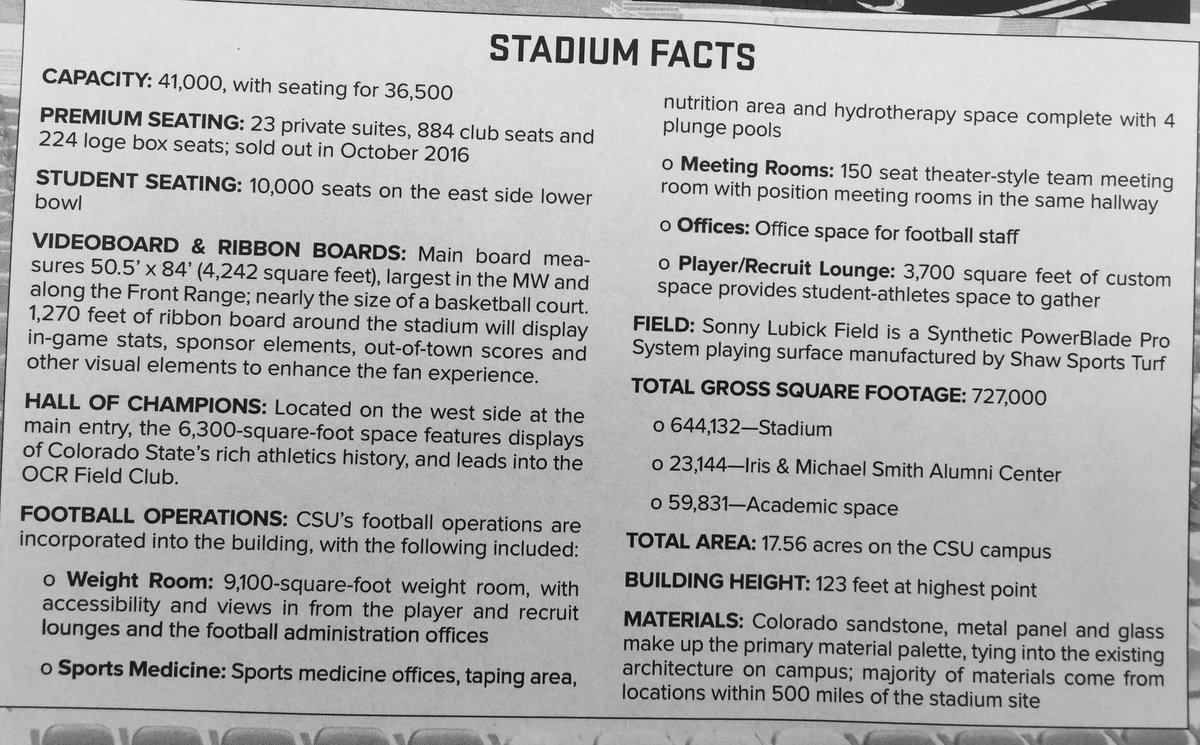 STADIUM FACTS
CAPACITY: 41,000, with seating for 36,500
PREMIUM SEATING: 23 private suites, 884 club seats and
224 loge box seats; sold out in October 2016
STUDENT SEATING: 10,000 seats on the east side lower
bowl
VIDEOBOARD & RIBBON BOARDS: Main board mea-
sures 50.5’ x 84’ (4,242 square feet), largest in the MW and
along the Front Range; nearly the size of a basketball court.
1,270 feet of ribbon board around the stadium will display
in-game stats, sponsor elements, out-of-town scores and
other visual elements to enhance the fan experience.
HALL OF CHAMPIONS: Located on the west side at the
main entry, the 6,300-square-foot space features displays
of Colorado State’s rich athletics history, and leads into the
OCR Field Club.
FOOTBALL OPERATIONS: CSU’s football operations are
incorporated into the building, with the following included:
o Weight Room: 9,100-square-foot weight room, with
accessibility and views in from the player and recruit
lounges and the football administration offices
o Sports Medicine: Sports medicine offices, taping area,
nutrition area and hydrotherapy space complete with 4
plunge pools
o Meeting Rooms: 150 seat theater-style team meeting
room with position meeting rooms in the same hallway
o Offices: Office space for football staff
o Player/Recruit Lounge: 3,700 square feet of custom
space provides student-athletes space to gather
FIELD: Sonny Lubick Field is a Synthetic PowerBlade Pro
System playing surface manufactured by Shaw Sports Turf
TOTAL GROSS SQUARE FOOTAGE: 727,000
o 644,132—Stadium
o 23,144—Iris & Michael Smith Alumni Center
o 59,831—Academic space
TOTAL AREA: 17.56 acres on the CSU campus
BUILDING HEIGHT: 123 feet at highest point
MATERIALS: Colorado sandstone, metal panel and glass
make up the primary material palette, tying into the existing
architecture on campus; majority of materials come from
locations within 500 miles of the stadium site